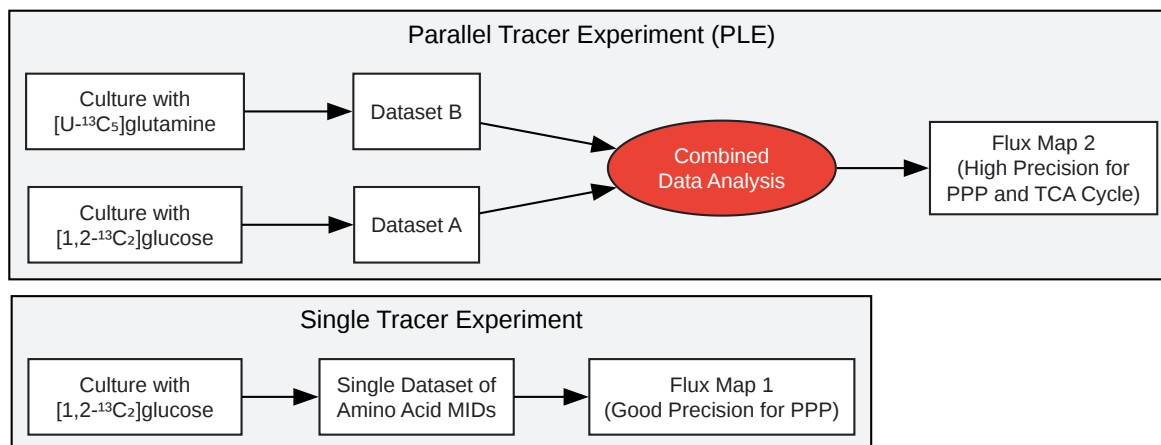 Parallel Tracer Experiment (PLE)
Culture with
[U-¹³C₅]glutamine
Dataset B
Culture with
[1,2-¹³C₂]glucose
Dataset A
Combined
Data Analysis
Flux Map 2
(High Precision for
PPP and TCA Cycle)
Single Tracer Experiment
Culture with
[1,2-¹³C₂]glucose
Single Dataset of
Amino Acid MIDs
Flux Map 1
(Good Precision for PPP)